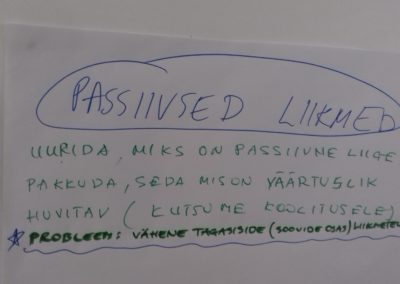 PASSIIVSED LIIKMED
UURIDA, MIKS ON PASSIIVNE LIIGE
PAKKUDA, SEDA MIS ON VÄÄRTUSLIK
HUVITAV (KUTSUME KOOLITUSELE)
* PROBLEEM: VÄHENE TAGASISIDE (SOOVIDE OSAS)